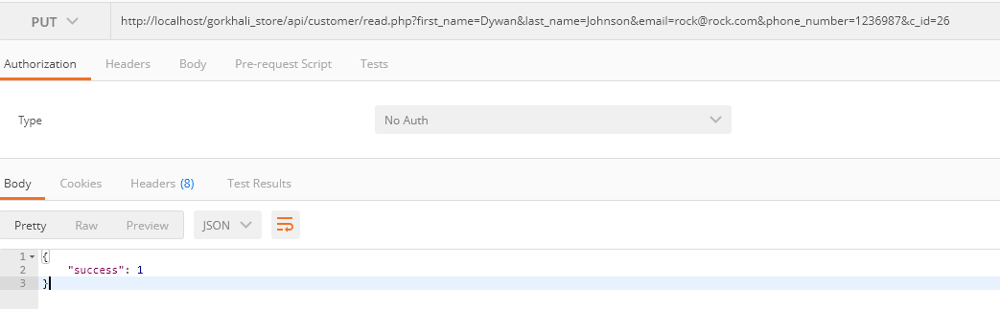 PUT http://localhost/gorkhali_store/api/customer/read.php?first_name=Dywan&last_name=Johnson&email=rock@rock.com&phone_number=1236987&c_id=26
Authorization Headers Body Pre-request Script Tests
Type No Auth
Body Cookies Headers (8) Test Results
Pretty Raw Preview JSON
1 {
2 "success": 1
3 }